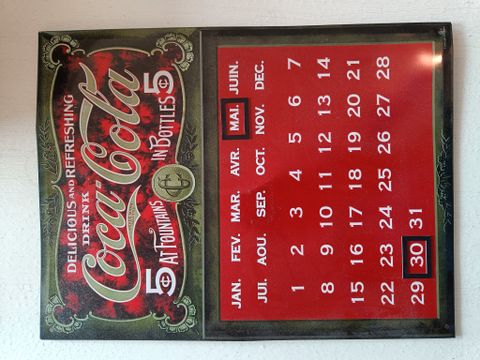 DELICIOUS AND REFRESHING
DRINK
Coca-Cola
5¢ AT FOUNTAINS IN BOTTLES 5¢
JAN. FEV. MAR. AVR. MAI. JUIN.
JUI. AOU. SEP. OCT. NOV. DEC.
1 2 3 4 5 6 7
8 9 10 11 12 13 14
15 16 17 18 19 20 21
22 23 24 25 26 27 28
29 30 31